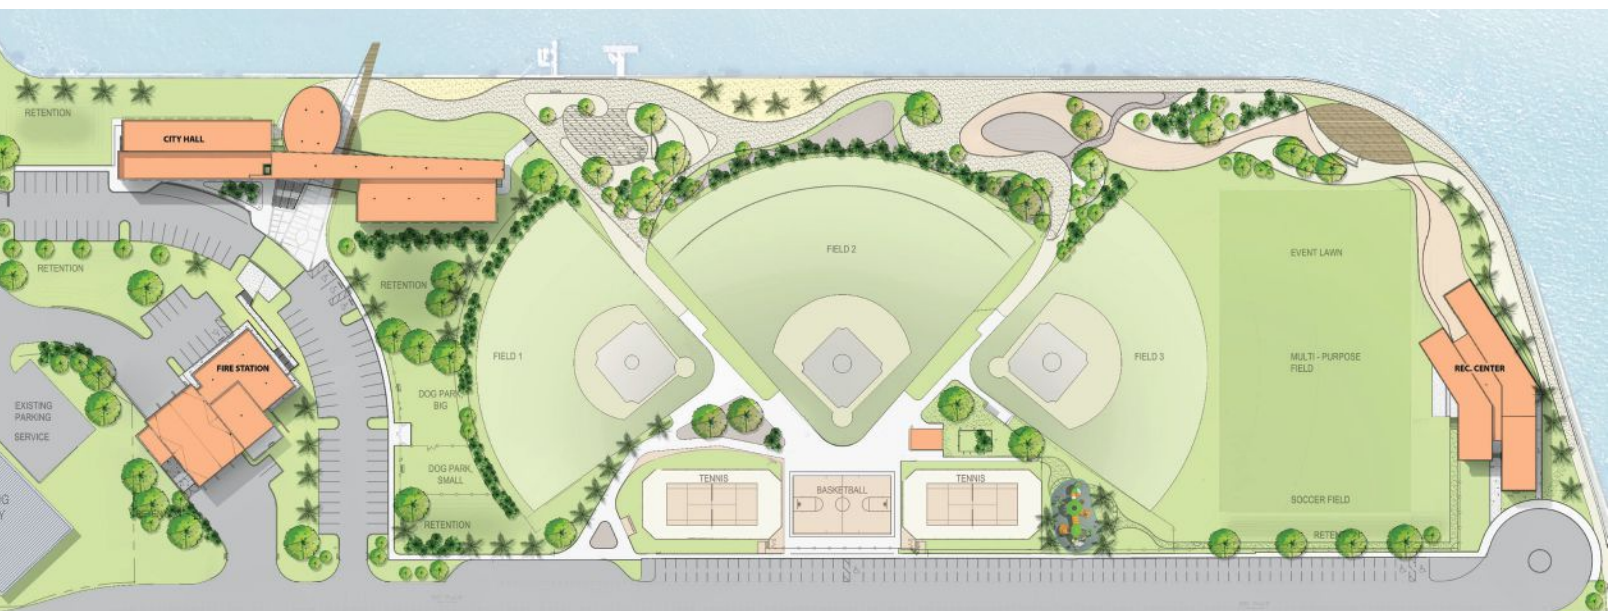 RETENTION
CITY HALL
RETENTION
RETENTION
FIRE STATION
EXISTING
PARKING
SERVICE
DOG PARK,
BIG
DOG PARK,
SMALL
RETENTION
FIELD 1
FIELD 2
FIELD 3
TENNIS
BASKETBALL
TENNIS
EVENT LAWN
MULTI - PURPOSE
FIELD
SOCCER FIELD
REC. CENTER